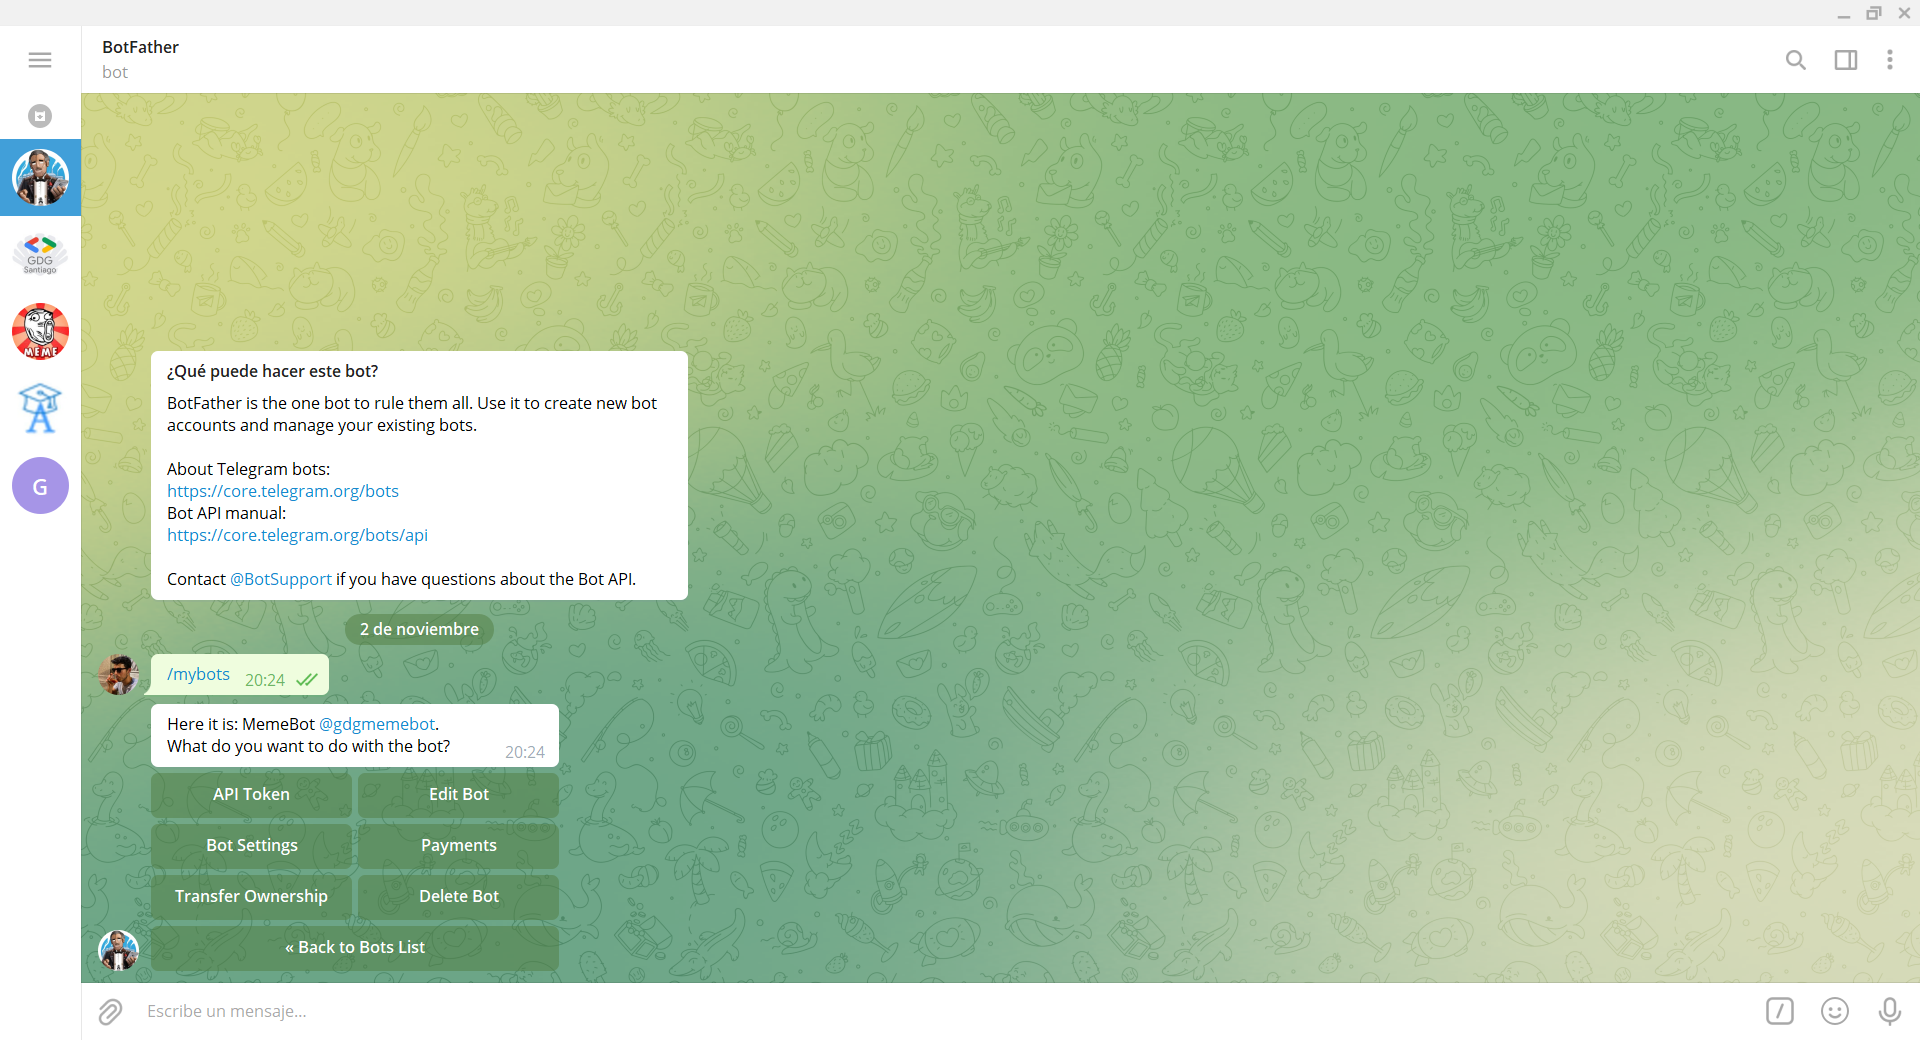 BotFather
bot
GDG
Santiago
MEME
G
¿Qué puede hacer este bot?
BotFather is the one bot to rule them all. Use it to create new bot
accounts and manage your existing bots.
About Telegram bots:
https://core.telegram.org/bots
Bot API manual:
https://core.telegram.org/bots/api
Contact @BotSupport if you have questions about the Bot API.
2 de noviembre
/mybots 20:24
Here it is: MemeBot @gdgmemebot.
What do you want to do with the bot? 20:24
API Token Edit Bot
Bot Settings Payments
Transfer Ownership Delete Bot
« Back to Bots List
Escribe un mensaje...